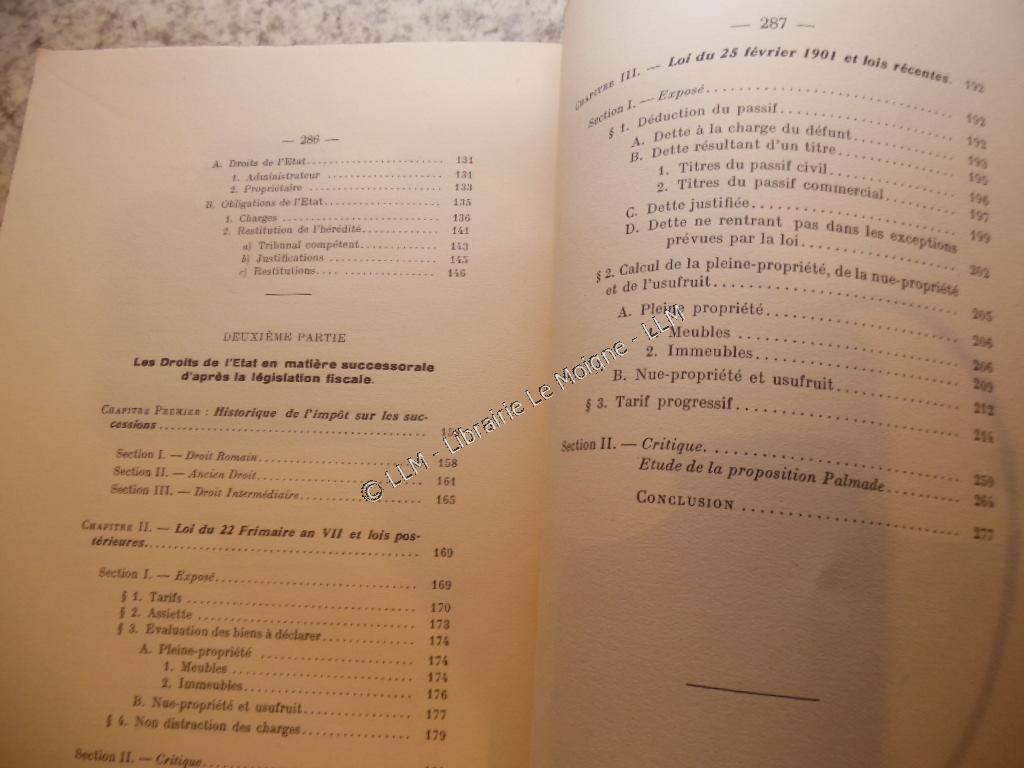 — 286 —
A. Droits de l'Etat........................ 131
1. Administrateur ........................ 131
2. Propriétaire ........................ 133
B. Obligations de l'Etat........................ 135
1. Charges ........................ 136
2. Restitution de l'hérédité........................ 141
a) Tribunal compétent........................ 143
b) Justifications ........................ 145
c) Restitutions........................ 146
DEUXIÈME PARTIE
Les Droits de l'Etat en matière successorale
d'après la législation fiscale.
CHAPITRE PREMIER : Historique de l'impôt sur les suc-
cessions ........................
Section I. — Droit Romain........................ 158
Section II. — Ancien Droit........................ 161
Section III. — Droit Intermédiaire........................ 165
CHAPITRE II. — Loi du 22 Frimaire an VII et lois pos-
térieures........................ 169
Section I. — Exposé........................ 169
§ 1. Tarifs ........................ 170
§ 2. Assiette ........................ 173
§ 3. Evaluation des biens à déclarer........................ 174
A. Pleine-propriété ........................ 174
1. Meubles ........................ 174
2. Immeubles........................ 176
B. Nue-propriété et usufruit........................ 177
§ 4. Non distraction des charges........................ 179
Section II. — Critique........................
— 287 —
CHAPITRE III. — Loi du 25 février 1901 et lois récentes. 192
Section I. — Exposé........................ 192
§ 1. Déduction du passif........................ 192
A. Dette à la charge du défunt........................ 193
B. Dette résultant d'un titre........................ 195
1. Titres du passif civil........................ 196
2. Titres du passif commercial........................ 197
C. Dette justifiée........................ 199
D. Dette ne rentrant pas dans les exceptions
prévues par la loi........................ 202
§ 2. Calcul de la pleine-propriété, de la nue-propriété
et de l'usufruit........................ 205
A. Pleine propriété........................ 206
Meubles ........................ 206
2. Immeubles........................ 209
B. Nue-propriété et usufruit........................ 212
§ 3. Tarif progressif........................ 214
Section II. — Critique........................ 259
Etude de la proposition Palmade........................ 264
CONCLUSION ........................ 277
© LLM - Librairie Le Moigne - LLM